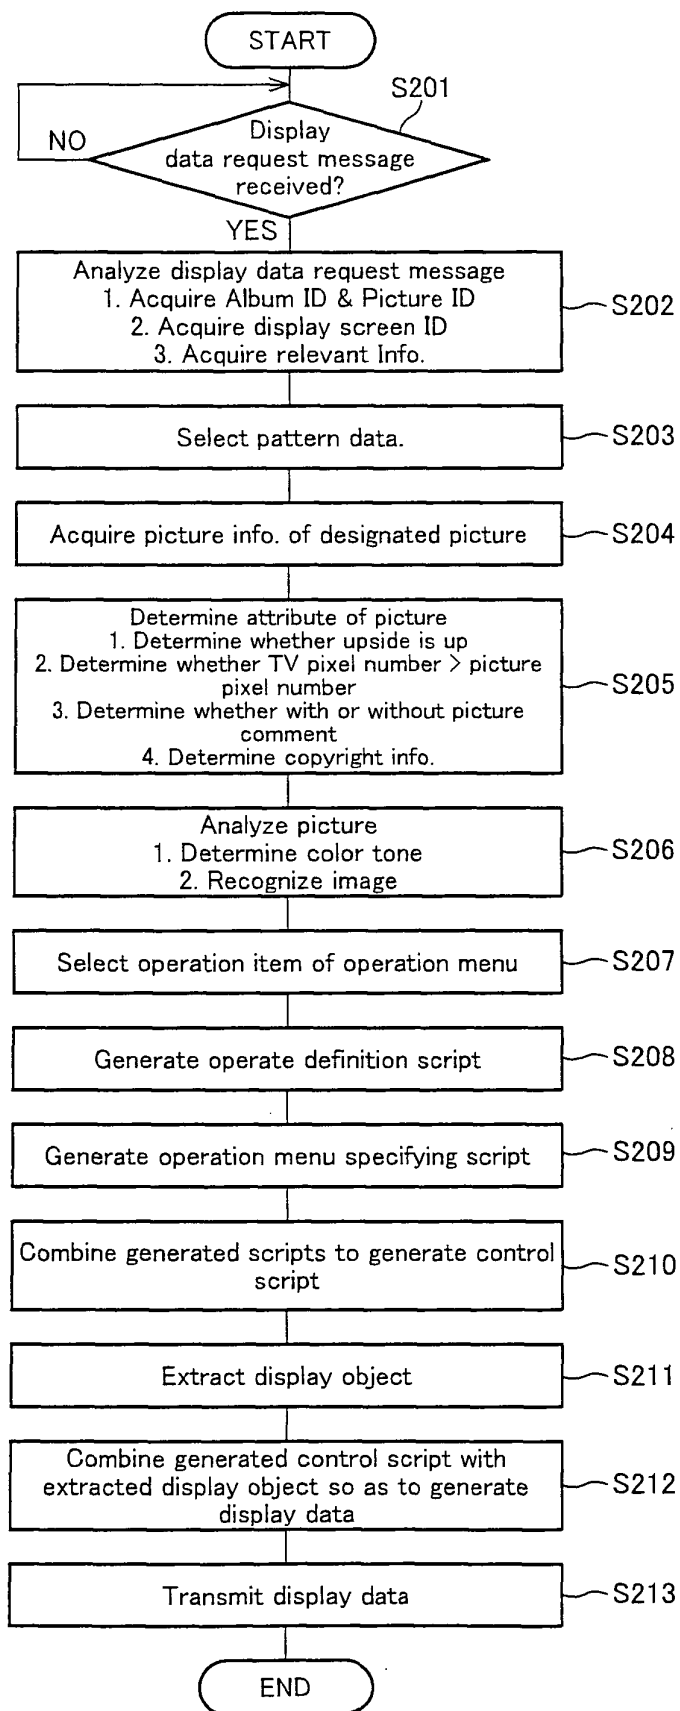 START
S201
NO
Display
data request message
received?
YES
Analyze display data request message
1. Acquire Album ID & Picture ID
2. Acquire display screen ID
3. Acquire relevant Info.
S202
Select pattern data.
S203
Acquire picture info. of designated picture
S204
Determine attribute of picture
1. Determine whether upside is up
2. Determine whether TV pixel number > picture
pixel number
3. Determine whether with or without picture
comment
4. Determine copyright info.
S205
Analyze picture
1. Determine color tone
2. Recognize image
S206
Select operation item of operation menu
S207
Generate operate definition script
S208
Generate operation menu specifying script
S209
Combine generated scripts to generate control
script
S210
Extract display object
S211
Combine generated control script with
extracted display object so as to generate
display data
S212
Transmit display data
S213
END